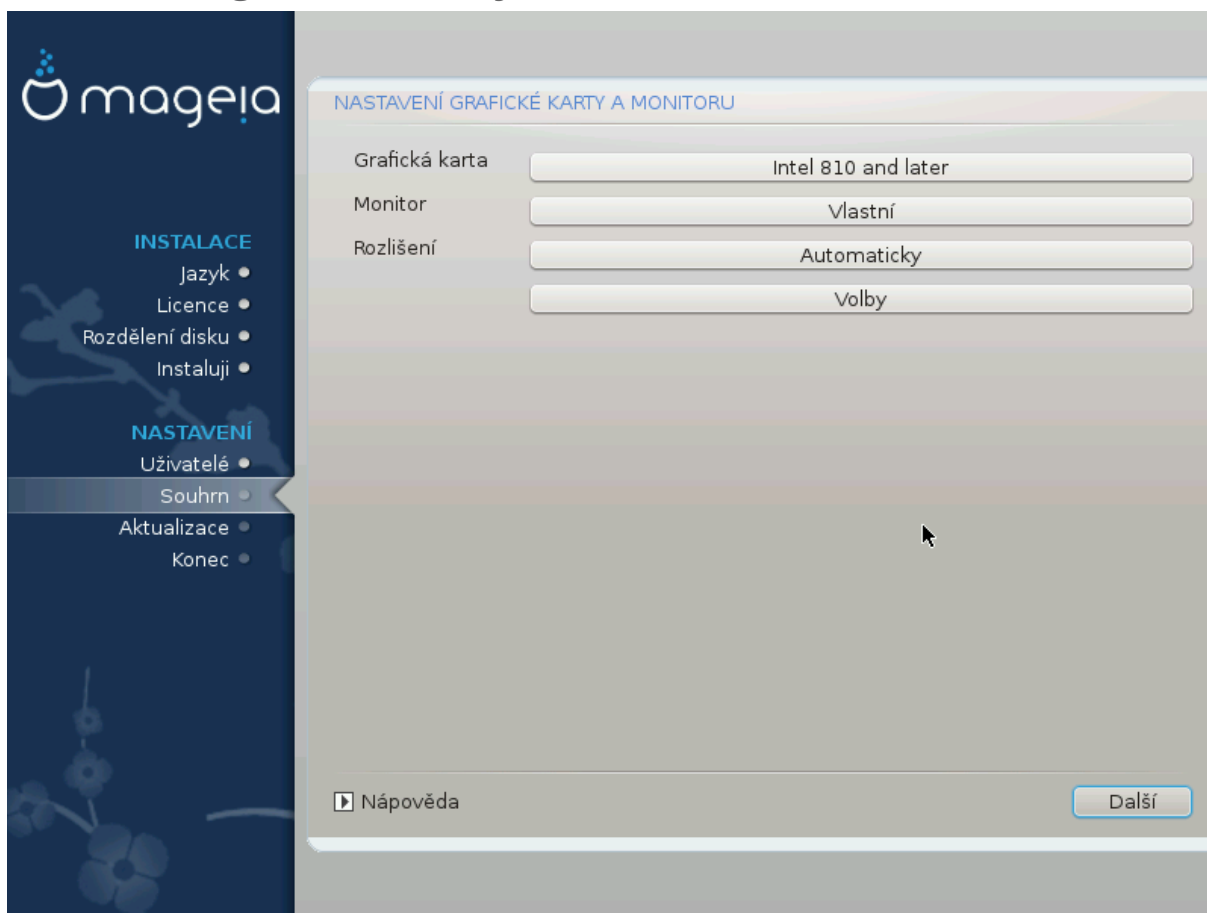 mageia
INSTALACE
Jazyk
Licence
Rozdělení disku
Instaluji
NASTAVENÍ
Uživatelé
Souhrn
Aktualizace
Konec
NASTAVENÍ GRAFICKÉ KARTY A MONITORU
Grafická karta Intel 810 and later
Monitor Vlastní
Rozlišení Automaticky
Volby
Nápověda Další